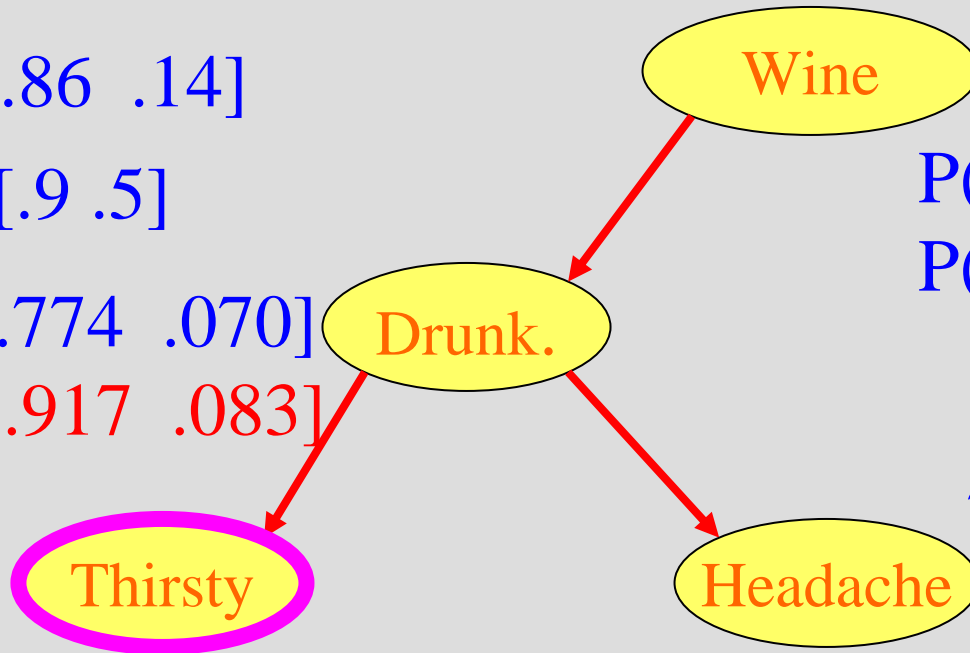 Wine
.86 .14]
[.9 .5]
P(
P(
.774 .070]
Drunk.
.917 .083]
Thirsty
Headache